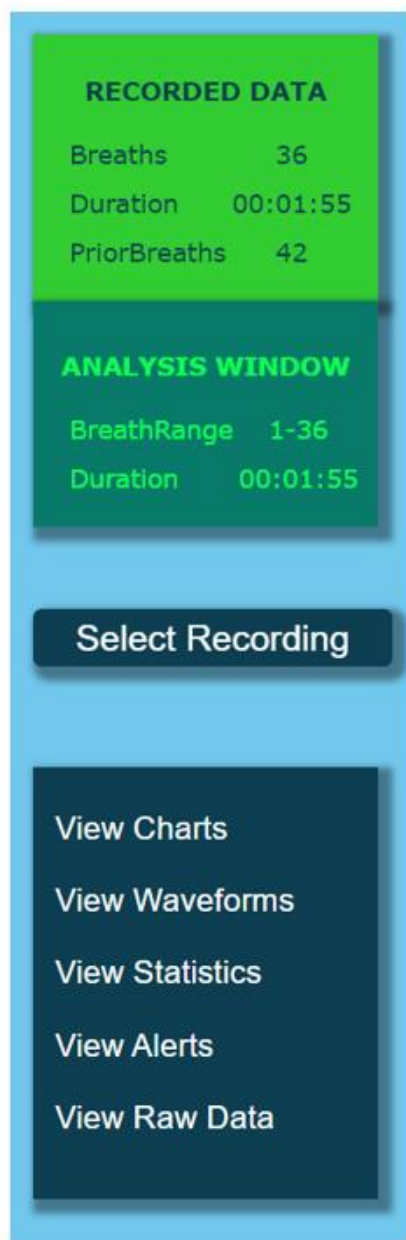 RECORDED DATA
Breaths 36
Duration 00:01:55
PriorBreaths 42
ANALYSIS WINDOW
BreathRange 1-36
Duration 00:01:55
Select Recording
View Charts
View Waveforms
View Statistics
View Alerts
View Raw Data